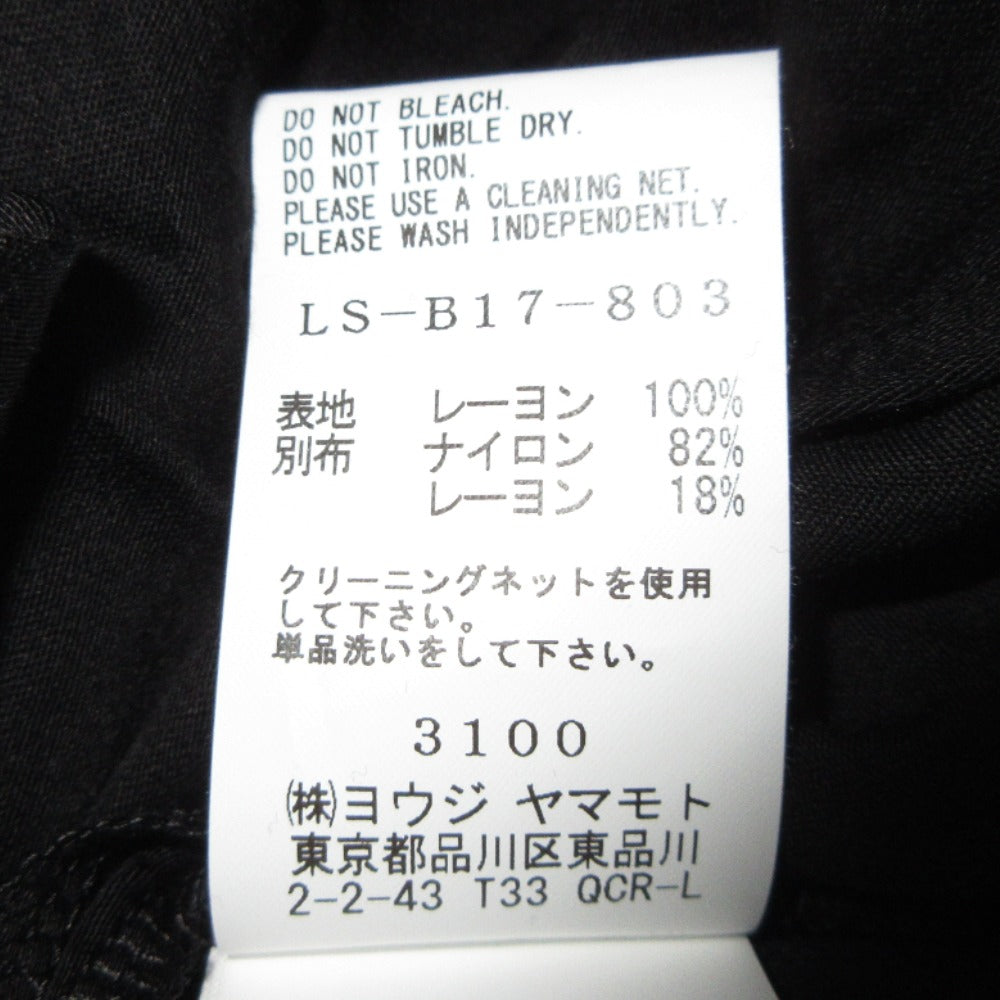 DO NOT BLEACH.
DO NOT TUMBLE DRY.
DO NOT IRON.
PLEASE USE A CLEANING NET.
PLEASE WASH INDEPENDENTLY.
LS-B17-803
表地 レーヨン 100%
別布 ナイロン 82%
レーヨン 18%
クリーニングネットを使用
して下さい。
単品洗いをして下さい。
3100
㈱ヨウジ ヤマモト
東京都品川区東品川
2-2-43 T33 QCR-L